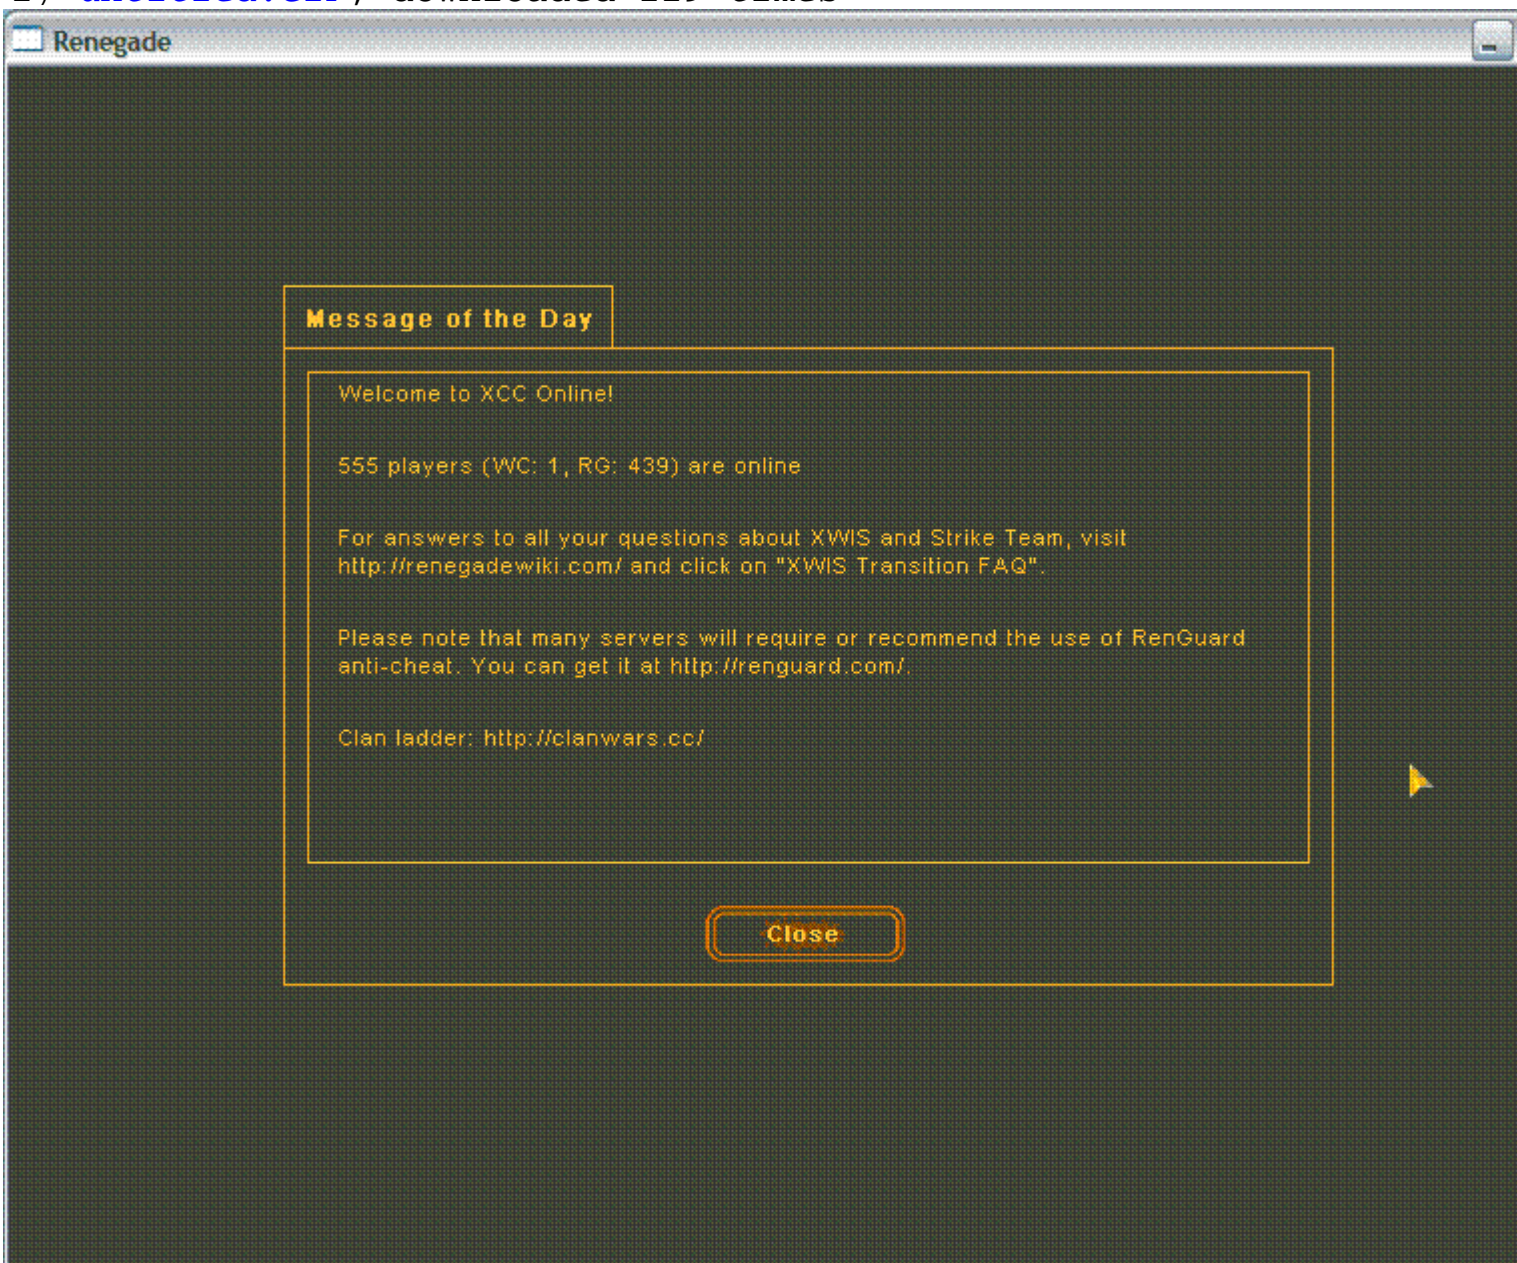 downloaded
Renegade
Message of the Day
Welcome to XCC Online!
555 players (WC: 1, RG: 439) are online
For answers to all your questions about XWIS and Strike Team, visit
http://renegadewiki.com/ and click on "XWIS Transition FAQ".
Please note that many servers will require or recommend the use of RenGuard
anti-cheat. You can get it at http://renguard.com/.
Clan ladder: http://clanwars.cc/
Close